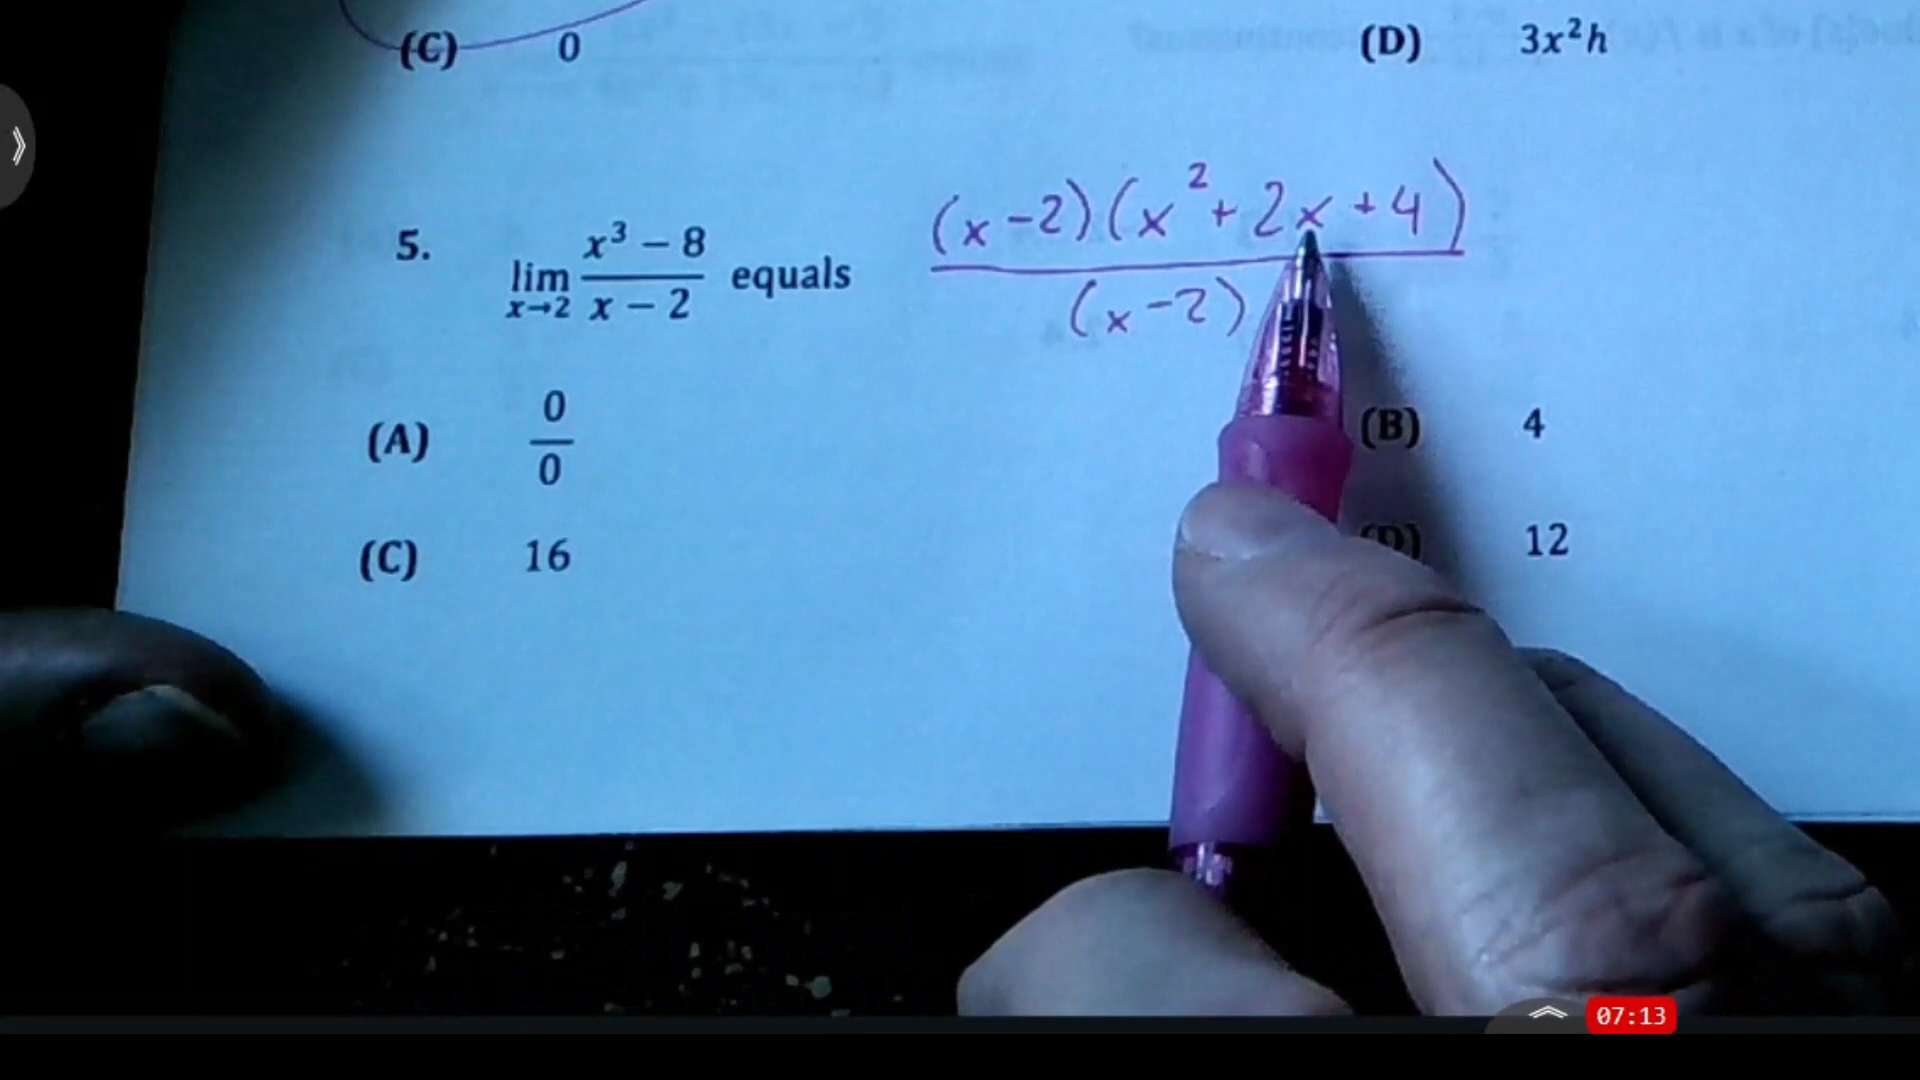 (C) 0 (D) 3x²h
(x-2)(x²+2x+4)
(x-2)
5. lim x→2 x³ − 8 / x − 2 equals
(A) 0/0 (B) 4
(C) 16 (D) 12
07:13